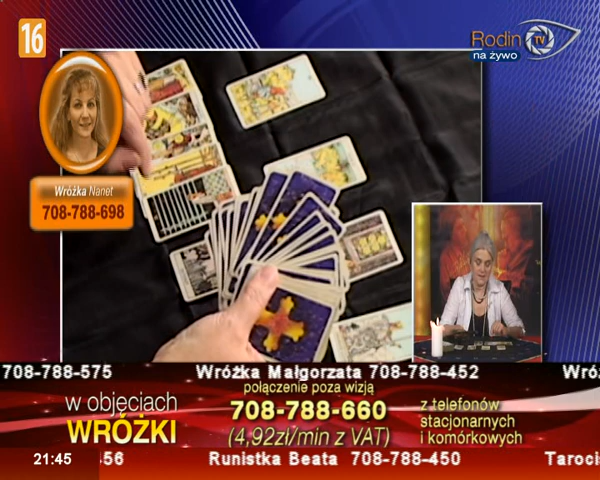 16
Rodin TV
na żywo
Wróżka Nanet
708-788-698
708-788-575 Wróżka Małgorzata 708-788-452 Wró
połączenie poza wizją
w objęciach
WRÓŻKI
708-788-660
(4,92zł/min z VAT)
z telefonów
stacjonarnych
i komórkowych
21:45
456 Runistka Beata 708-788-450 Taroci